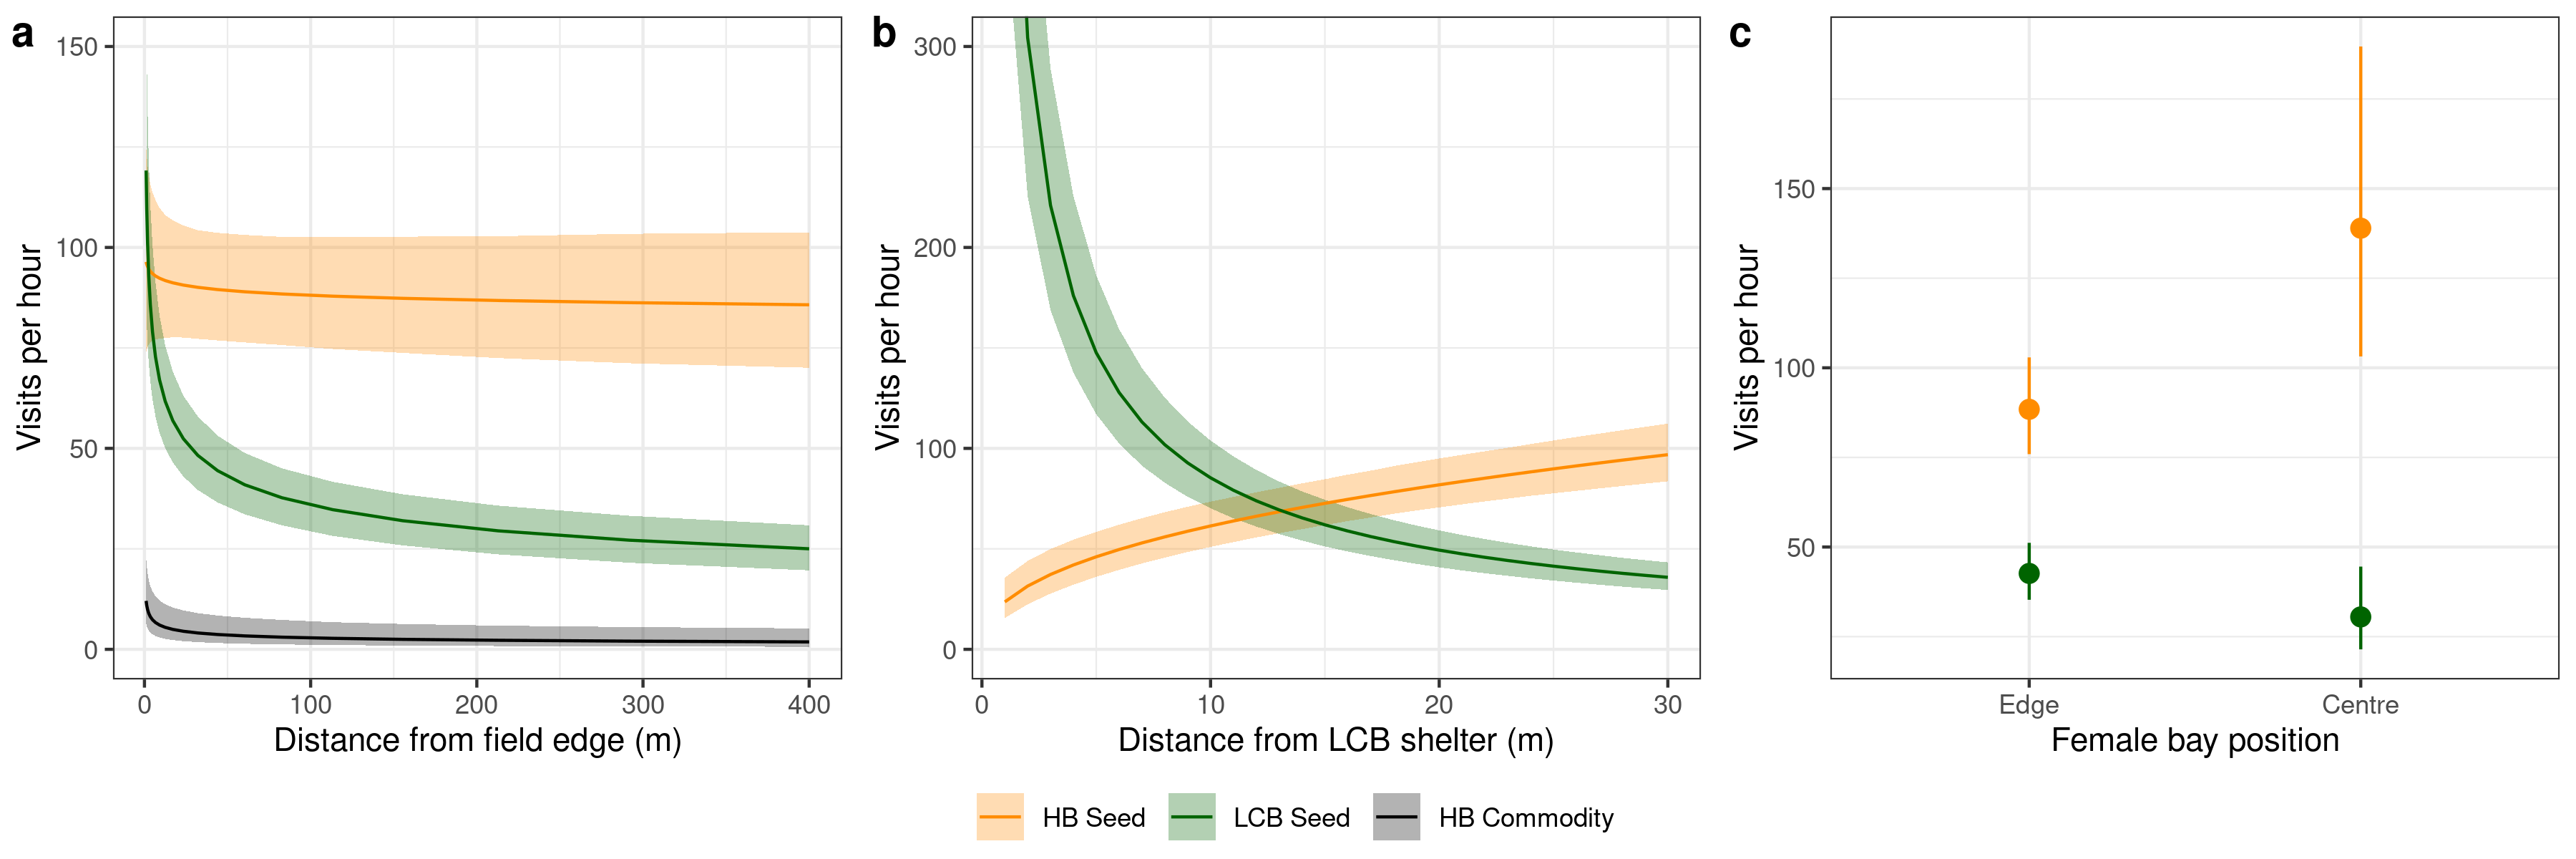 a
150
100
50
0
Visits per hour
0 100 200 300 400
Distance from field edge (m)
b
300
200
100
0
Visits per hour
0 10 20 30
Distance from LCB shelter (m)
c
150
100
50
Visits per hour
Edge Centre
Female bay position
HB Seed LCB Seed HB Commodity